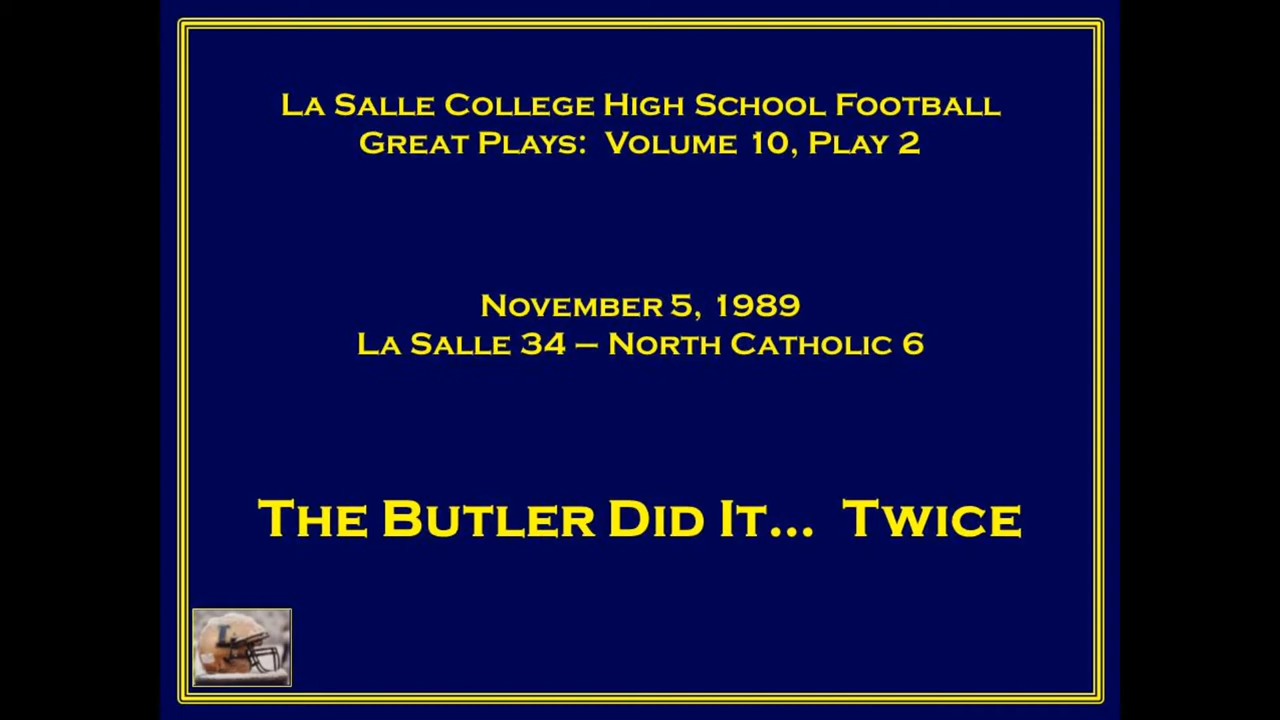 La Salle College High School Football
Great Plays:  Volume 10, Play 2
November 5, 1989
La Salle 34 – North Catholic 6
The Butler Did It...  Twice
L